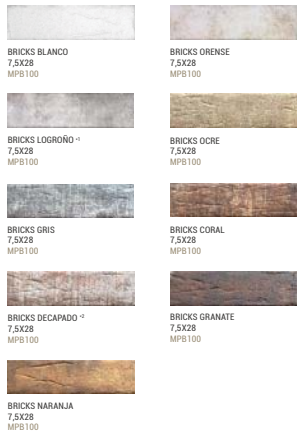 BRICKS BLANCO
7,5X28
MPB100
BRICKS ORENSE
7,5X28
MPB100
BRICKS LOGROÑO *1
7,5X28
MPB100
BRICKS OCRE
7,5X28
MPB100
BRICKS GRIS
7,5X28
MPB100
BRICKS CORAL
7,5X28
MPB100
BRICKS DECAPADO *2
7,5X28
MPB100
BRICKS GRANATE
7,5X28
MPB100
BRICKS NARANJA
7,5X28
MPB100